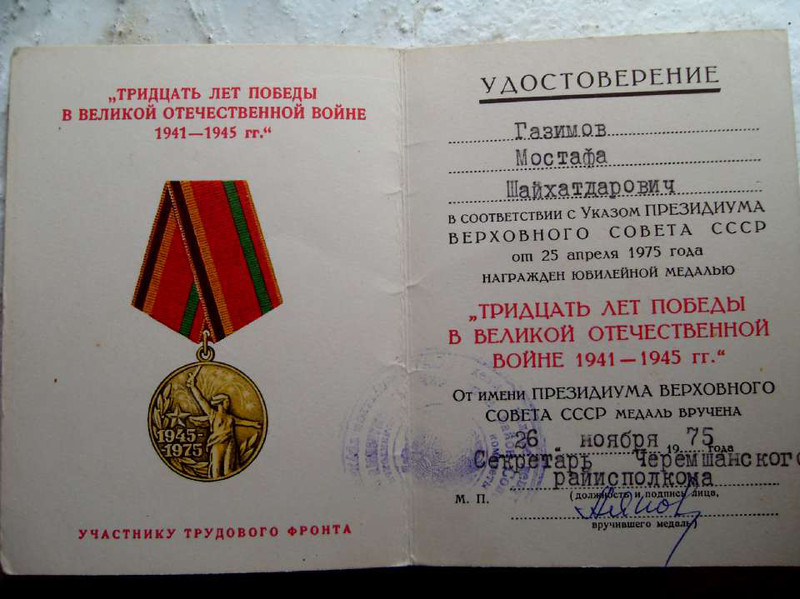 „ТРИДЦАТЬ ЛЕТ ПОБЕДЫ
В ВЕЛИКОЙ ОТЕЧЕСТВЕННОЙ ВОЙНЕ
1941—1945 гг.“
1945-
1975
УЧАСТНИКУ ТРУДОВОГО ФРОНТА
УДОСТОВЕРЕНИЕ
Газимов
Мостафа
Шайхатдарович
В СООТВЕТСТВИИ С УКАЗОМ ПРЕЗИДИУМА
ВЕРХОВНОГО СОВЕТА СССР
от 25 апреля 1975 года
НАГРАЖДЕН ЮБИЛЕЙНОЙ МЕДАЛЬЮ
„ТРИДЦАТЬ ЛЕТ ПОБЕДЫ
В ВЕЛИКОЙ ОТЕЧЕСТВЕННОЙ
ВОЙНЕ 1941—1945 гг.“
ОТ ИМЕНИ ПРЕЗИДИУМА ВЕРХОВНОГО
СОВЕТА СССР МЕДАЛЬ ВРУЧЕНА
26 ноября 1975 года
Секретарь Черемшанского
райисполкома
М. П. (должность и подпись лица,
вручившего медаль)